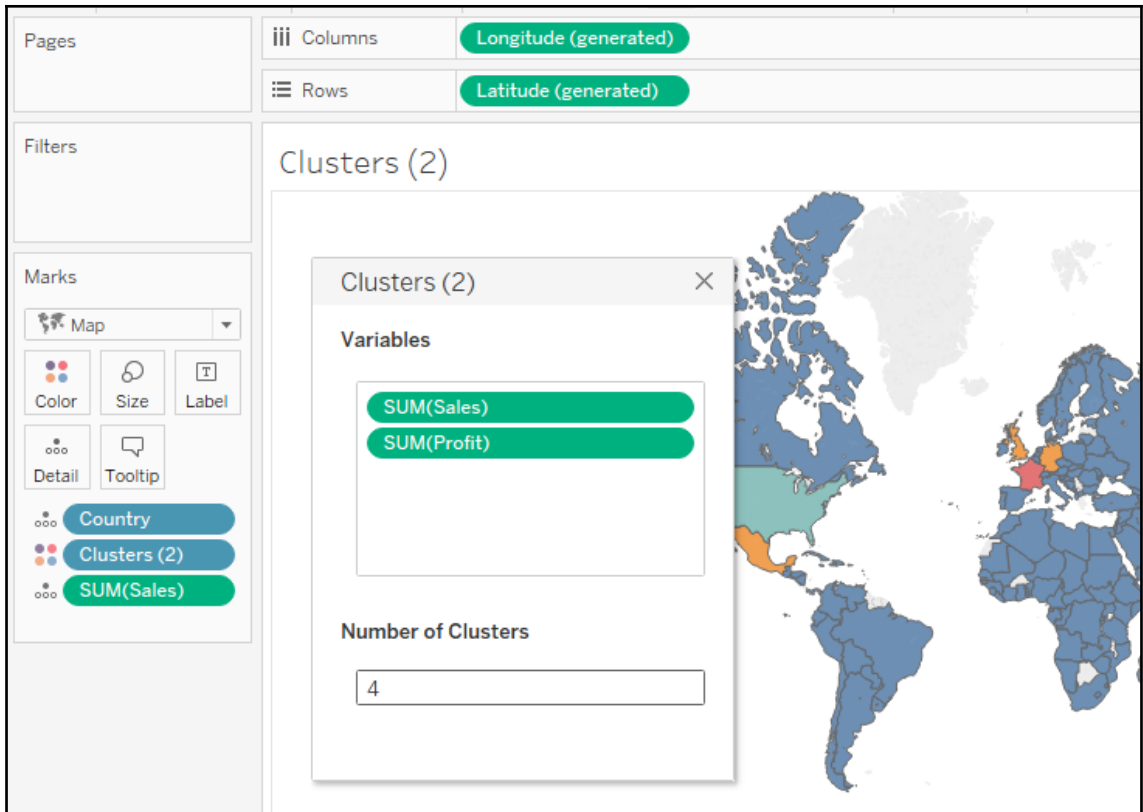 Pages
Columns
Longitude (generated)
Rows
Latitude (generated)
Filters
Clusters (2)
Marks
Map
Color
Size
T
Label
Detail
Tooltip
Country
Clusters (2)
SUM(Sales)
Clusters (2)
Variables
SUM(Sales)
SUM(Profit)
Number of Clusters
4